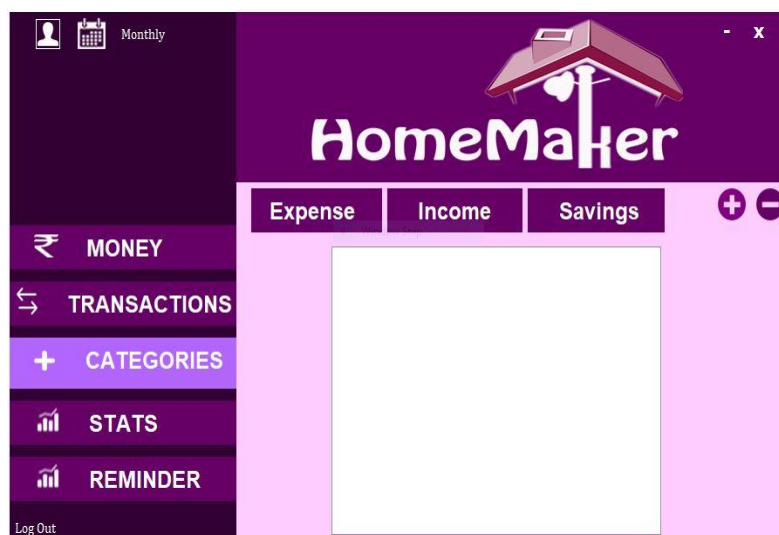 Monthly
- x
HomeMaker
Expense Income Savings
₹ MONEY
TRANSACTIONS
CATEGORIES
STATS
REMINDER
Log Out